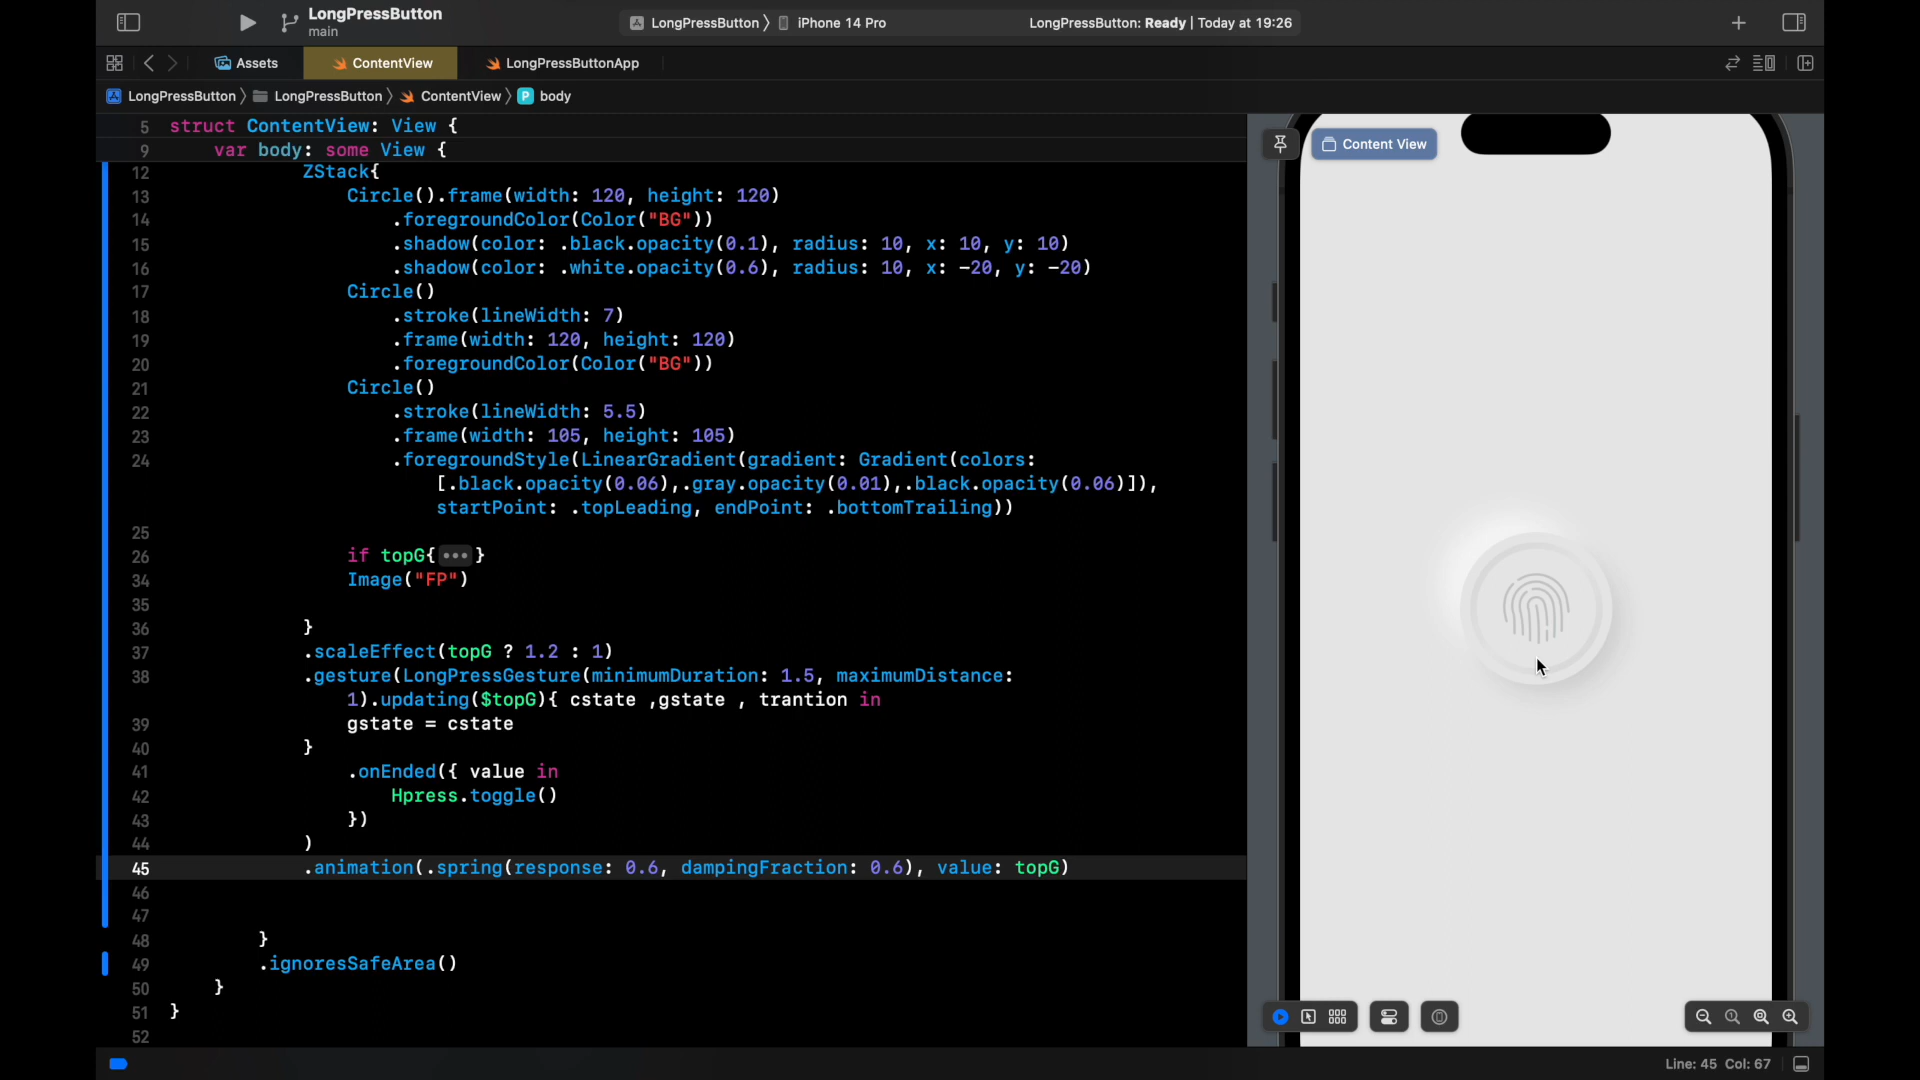 LongPressButton
main
LongPressButton 〉 iPhone 14 Pro
LongPressButton: Ready | Today at 19:26
Assets
ContentView
LongPressButtonApp
LongPressButton 〉 LongPressButton 〉 ContentView 〉 P body
5 struct ContentView: View {
9 var body: some View {
12 ZStack{
13 Circle().frame(width: 120, height: 120)
14 .foregroundColor(Color("BG"))
15 .shadow(color: .black.opacity(0.1), radius: 10, x: 10, y: 10)
16 .shadow(color: .white.opacity(0.6), radius: 10, x: -20, y: -20)
17 Circle()
18 .stroke(lineWidth: 7)
19 .frame(width: 120, height: 120)
20 .foregroundColor(Color("BG"))
21 Circle()
22 .stroke(lineWidth: 5.5)
23 .frame(width: 105, height: 105)
24 .foregroundStyle(LinearGradient(gradient: Gradient(colors:
[.black.opacity(0.06),.gray.opacity(0.01),.black.opacity(0.06)]),
startPoint: .topLeading, endPoint: .bottomTrailing))
25
26 if topG{•••}
34 Image("FP")
35
36 }
37 .scaleEffect(topG ? 1.2 : 1)
38 .gesture(LongPressGesture(minimumDuration: 1.5, maximumDistance:
1).updating($topG){ cstate ,gstate , trantion in
39 gstate = cstate
40 }
41 .onEnded({ value in
42 Hpress.toggle()
43 })
44 )
45 .animation(.spring(response: 0.6, dampingFraction: 0.6), value: topG)
46
47
48 }
49 .ignoresSafeArea()
50 }
51 }
52
Content View
Line: 45 Col: 67